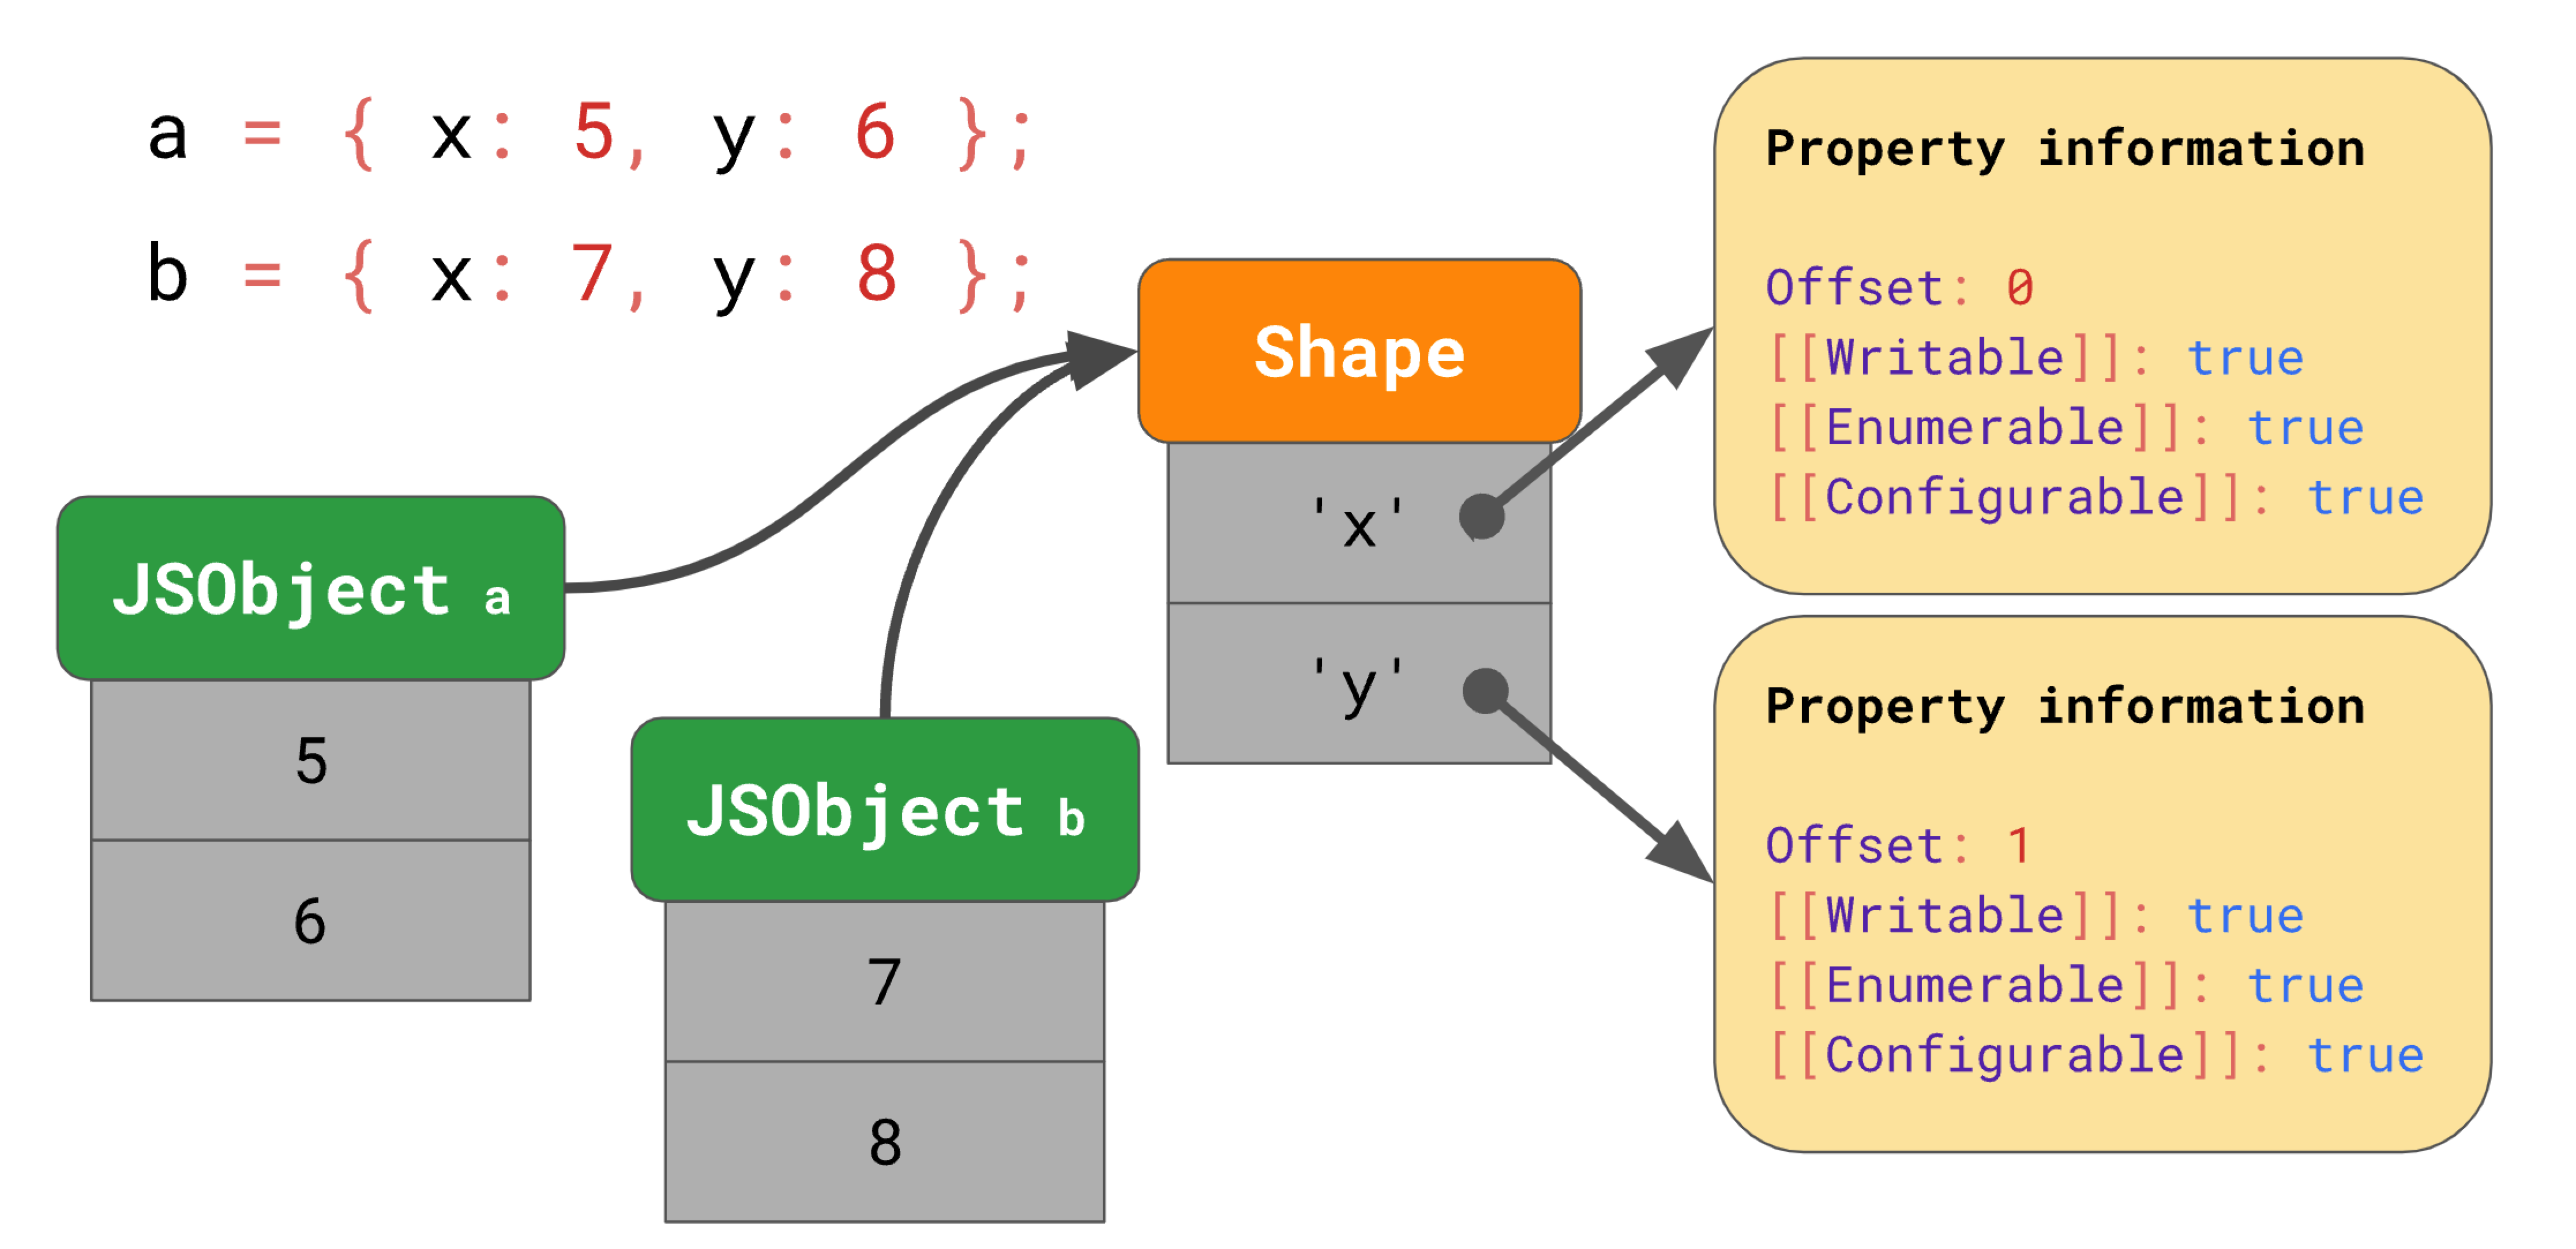 a = { x: 5, y: 6 };
b = { x: 7, y: 8 };
JSObject a
5
6
JSObject b
7
8
Shape
'x'
'y'
Property information
Offset: 0
[[Writable]]: true
[[Enumerable]]: true
[[Configurable]]: true
Property information
Offset: 1
[[Writable]]: true
[[Enumerable]]: true
[[Configurable]]: true